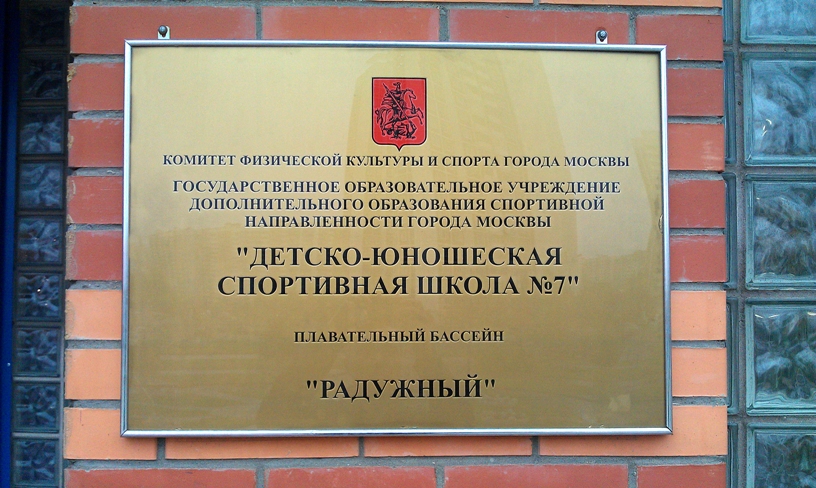 КОМИТЕТ ФИЗИЧЕСКОЙ КУЛЬТУРЫ И СПОРТА ГОРОДА МОСКВЫ
ГОСУДАРСТВЕННОЕ ОБРАЗОВАТЕЛЬНОЕ УЧРЕЖДЕНИЕ
ДОПОЛНИТЕЛЬНОГО ОБРАЗОВАНИЯ СПОРТИВНОЙ
НАПРАВЛЕННОСТИ ГОРОДА МОСКВЫ
"ДЕТСКО-ЮНОШЕСКАЯ
СПОРТИВНАЯ ШКОЛА №7"
ПЛАВАТЕЛЬНЫЙ БАССЕЙН
"РАДУЖНЫЙ"